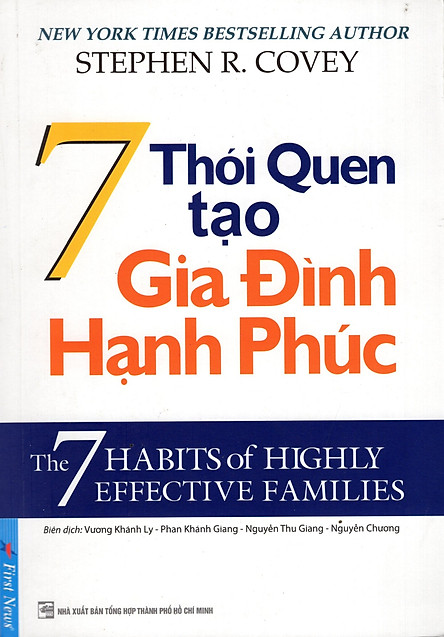 NEW YORK TIMES BESTSELLING AUTHOR
STEPHEN R. COVEY
7 Thói Quen
tạo
Gia Đình
Hạnh Phúc
The 7 HABITS of HIGHLY
EFFECTIVE FAMILIES
Biên dịch: Vương Khánh Ly - Phan Khánh Giang - Nguyễn Thu Giang - Nguyễn Chương
First News
NHÀ XUẤT BẢN TỔNG HỢP THÀNH PHỐ HỒ CHÍ MINH